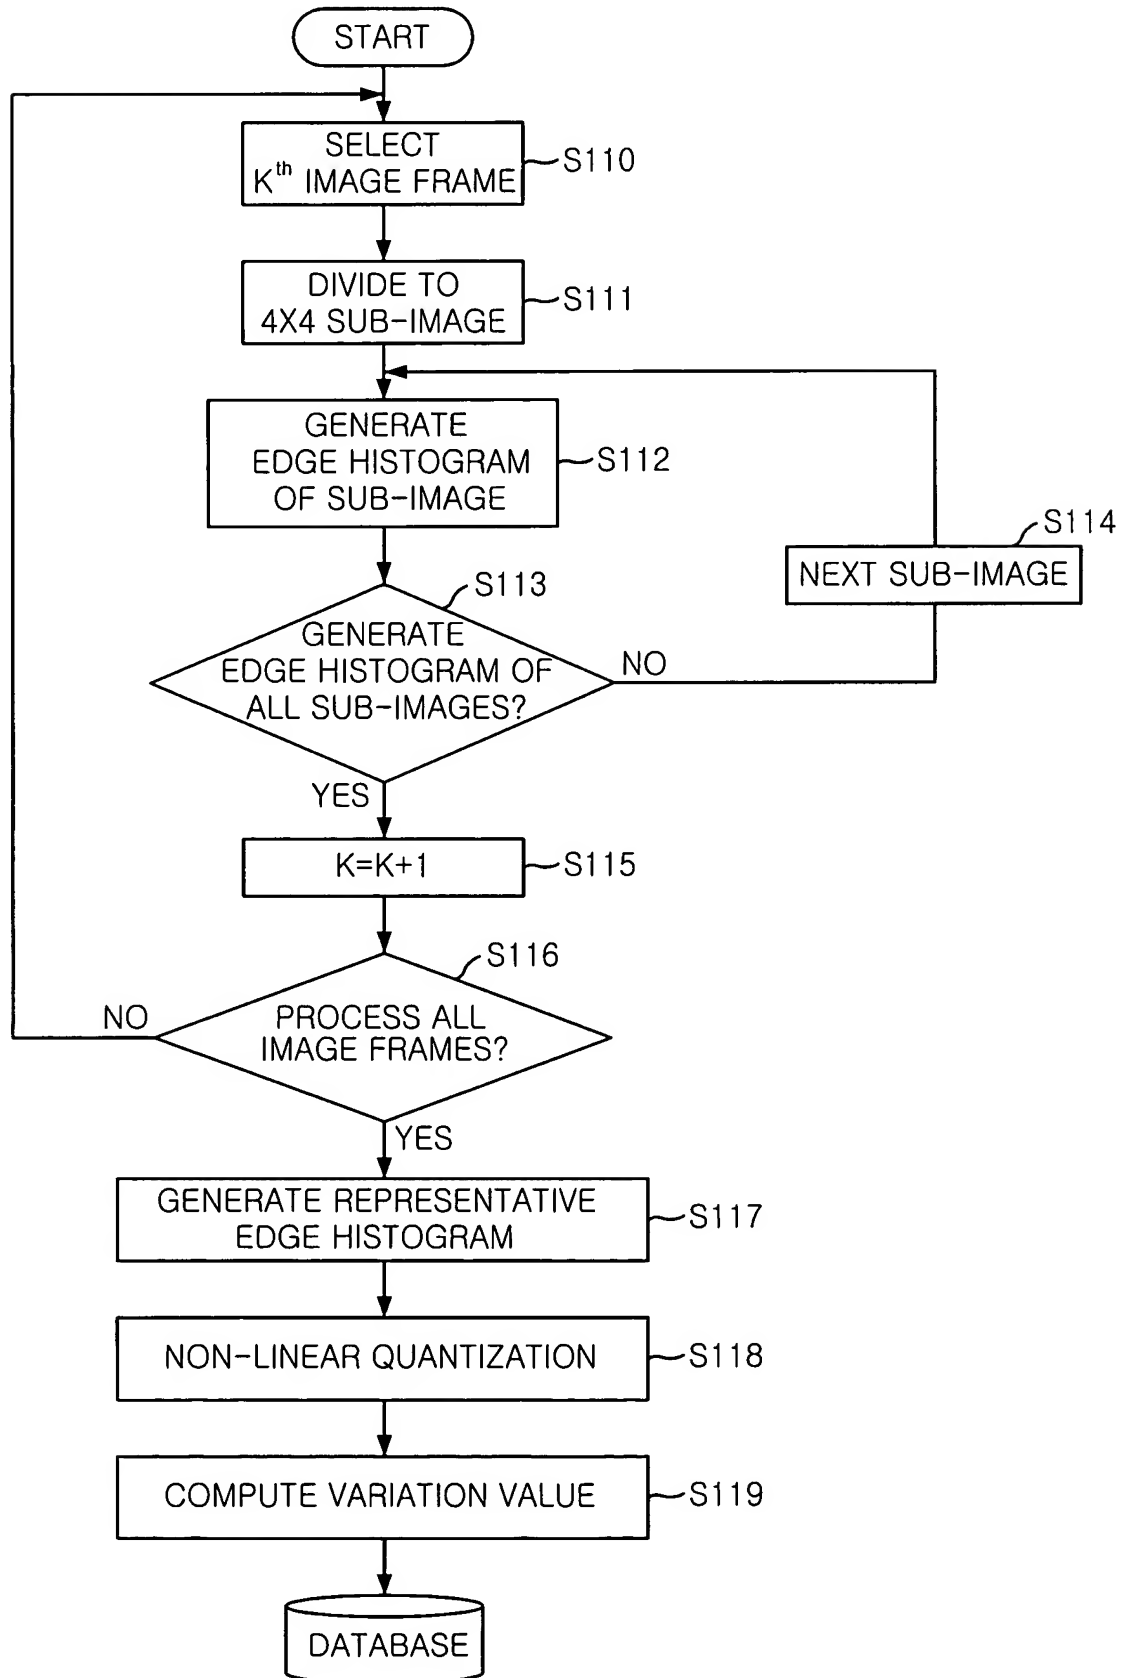 START
SELECT
Kth IMAGE FRAME
S110
DIVIDE TO
4X4 SUB-IMAGE
S111
GENERATE
EDGE HISTOGRAM
OF SUB-IMAGE
S112
S114
NEXT SUB-IMAGE
S113
GENERATE
EDGE HISTOGRAM OF
ALL SUB-IMAGES?
NO
YES
K=K+1
S115
S116
PROCESS ALL
IMAGE FRAMES?
NO
YES
GENERATE REPRESENTATIVE
EDGE HISTOGRAM
S117
NON-LINEAR QUANTIZATION
S118
COMPUTE VARIATION VALUE
S119
DATABASE